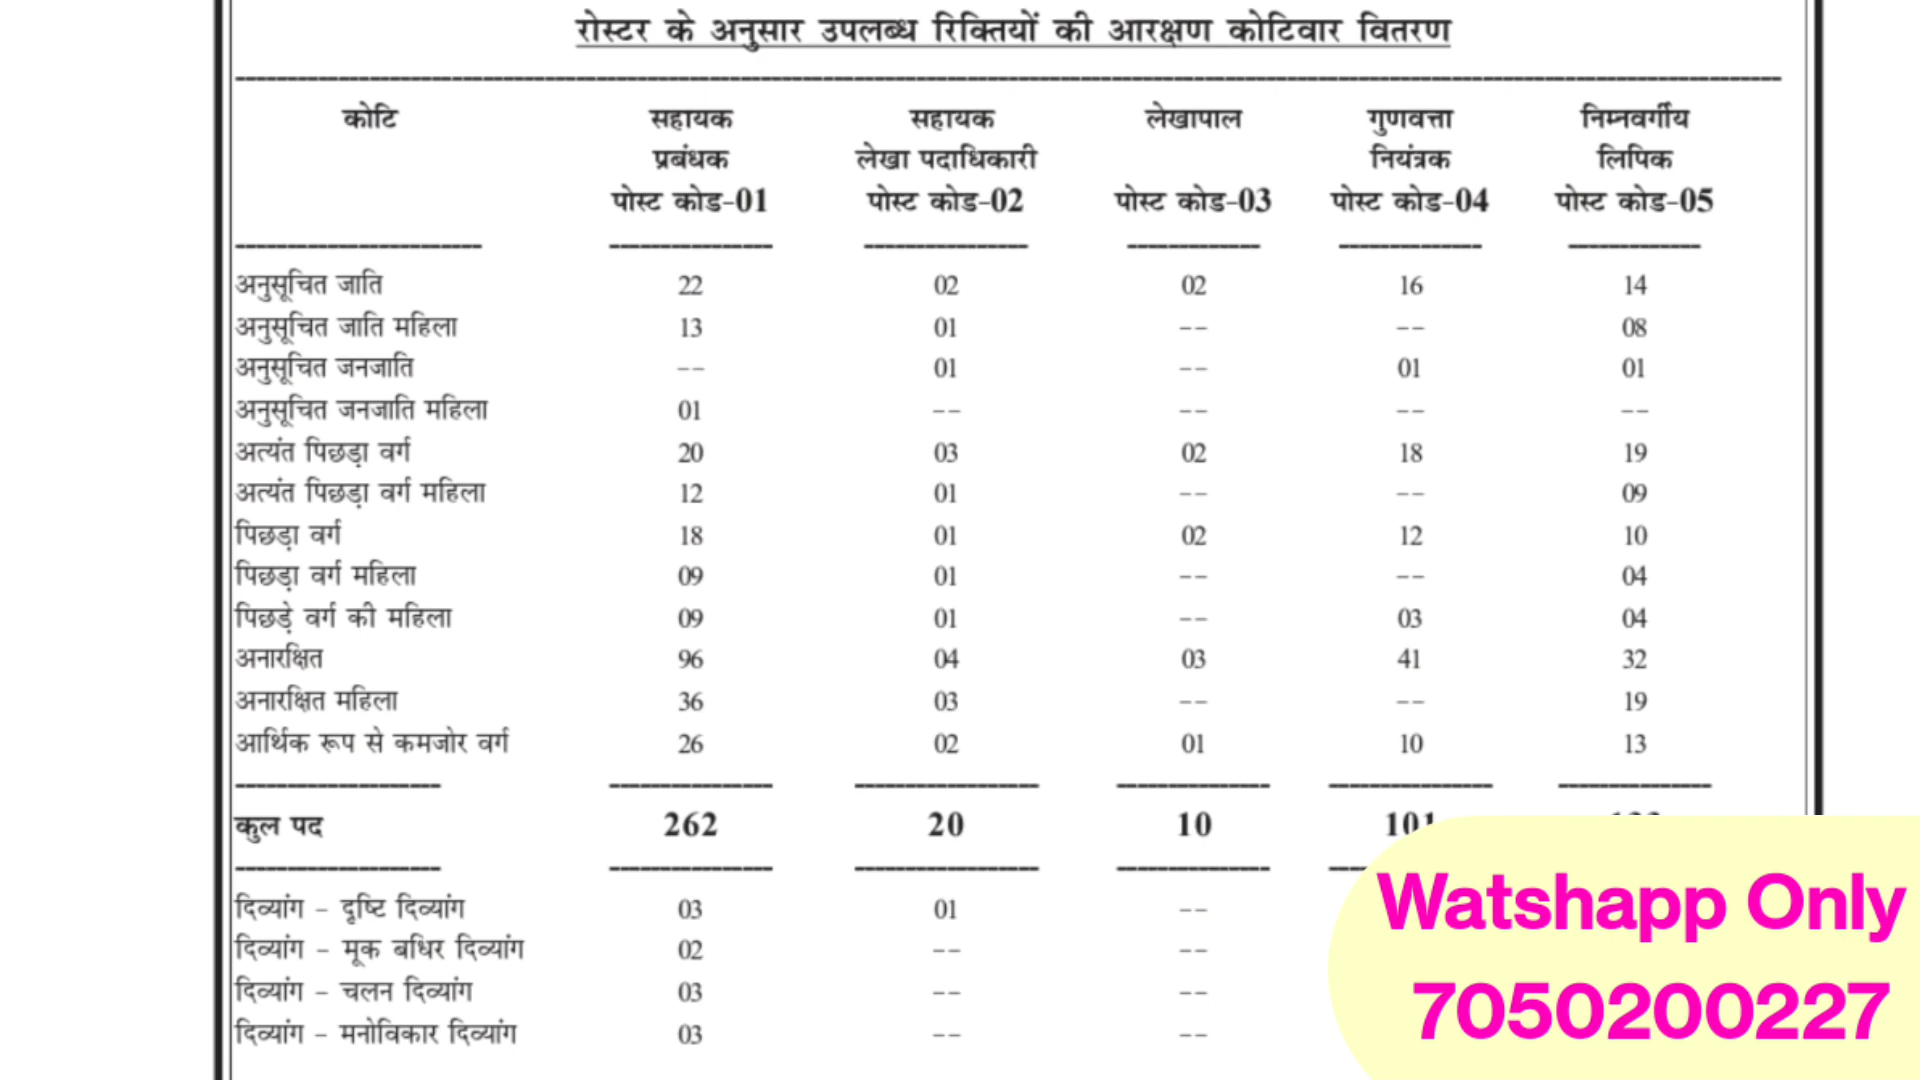 रोस्टर के अनुसार उपलब्ध रिक्तियों की आरक्षण कोटिवार वितरण
कोटि सहायक सहायक लेखापाल गुणवत्ता निम्नवर्गीय
प्रबंधक लेखा पदाधिकारी नियंत्रक लिपिक
पोस्ट कोड-01 पोस्ट कोड-02 पोस्ट कोड-03 पोस्ट कोड-04 पोस्ट कोड-05
अनुसूचित जाति 22 02 02 16 14
अनुसूचित जाति महिला 13 01 -- -- 08
अनुसूचित जनजाति -- 01 -- 01 01
अनुसूचित जनजाति महिला 01 -- -- -- --
अत्यंत पिछड़ा वर्ग 20 03 02 18 19
अत्यंत पिछड़ा वर्ग महिला 12 01 -- -- 09
पिछड़ा वर्ग 18 01 02 12 10
पिछड़ा वर्ग महिला 09 01 -- -- 04
पिछड़े वर्ग की महिला 09 01 -- 03 04
अनारक्षित 96 04 03 41 32
अनारक्षित महिला 36 03 -- -- 19
आर्थिक रूप से कमजोर वर्ग 26 02 01 10 13
कुल पद 262 20 10 101
दिव्यांग - दृष्टि दिव्यांग 03 01 --
दिव्यांग - मूक बधिर दिव्यांग 02 -- --
दिव्यांग - चलन दिव्यांग 03 -- --
दिव्यांग - मनोविकार दिव्यांग 03 -- --
Watshapp Only
7050200227